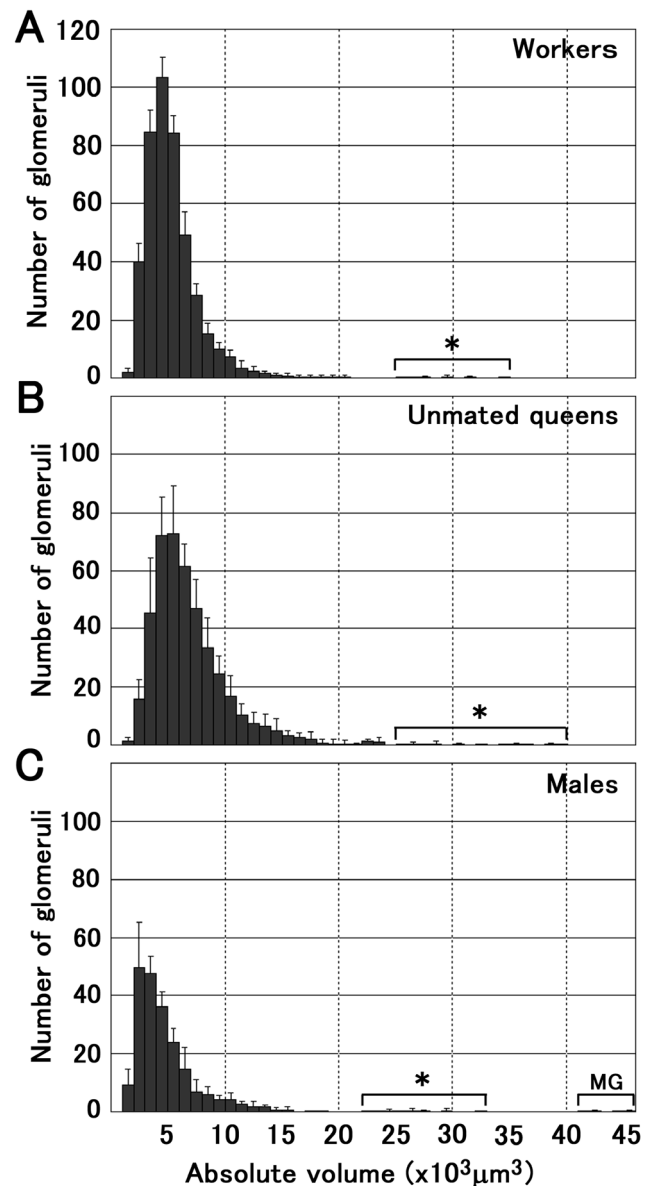 A
Workers
Number of glomeruli
120
100
80
60
40
20
0
*
B
Unmated queens
Number of glomeruli
100
80
60
40
20
0
*
C
Males
Number of glomeruli
100
80
60
40
20
0
*
MG
5 10 15 20 25 30 35 40 45
Absolute volume (x10³µm³)